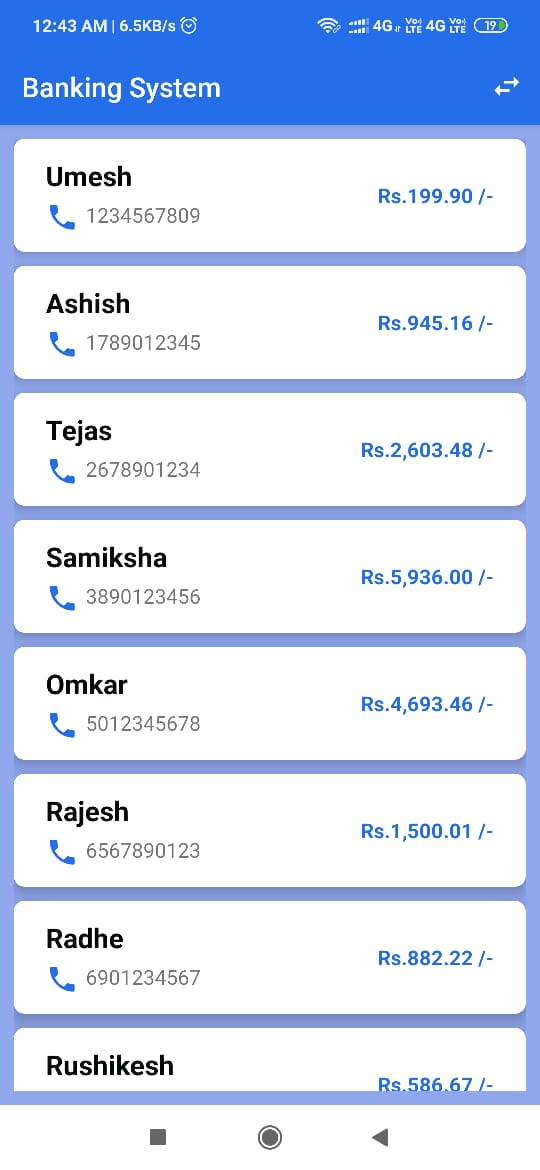 12:43 AM | 6.5KB/s 4G Vo) LTE 4G Vo) LTE 19
Banking System
Umesh
Rs.199.90 /-
1234567809
Ashish
Rs.945.16 /-
1789012345
Tejas
Rs.2,603.48 /-
2678901234
Samiksha
Rs.5,936.00 /-
3890123456
Omkar
Rs.4,693.46 /-
5012345678
Rajesh
Rs.1,500.01 /-
6567890123
Radhe
Rs.882.22 /-
6901234567
Rushikesh
Rs.586.67 /-